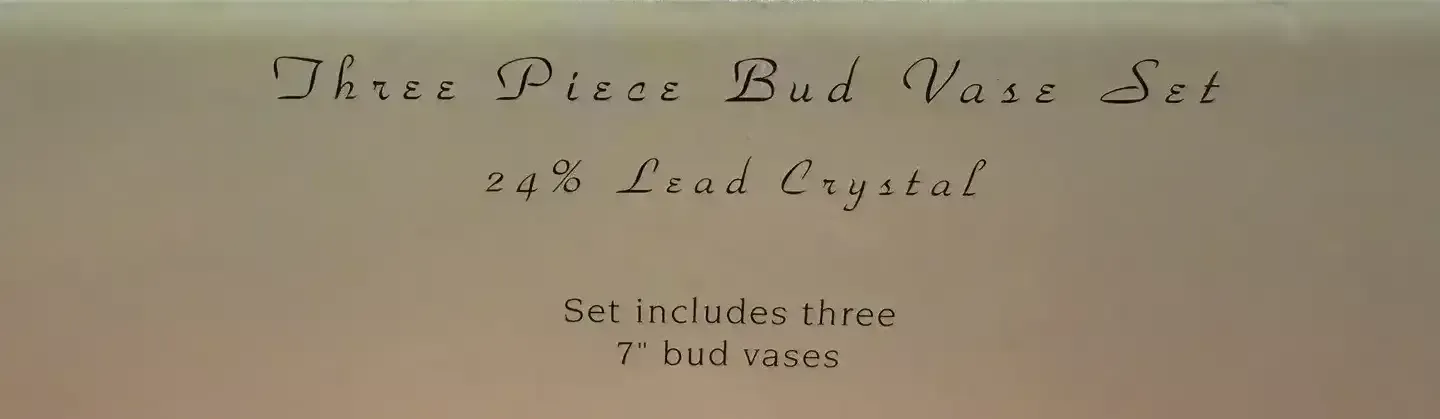 Three Piece Bud Vase Set
24% Lead Crystal
Set includes three
7" bud vases